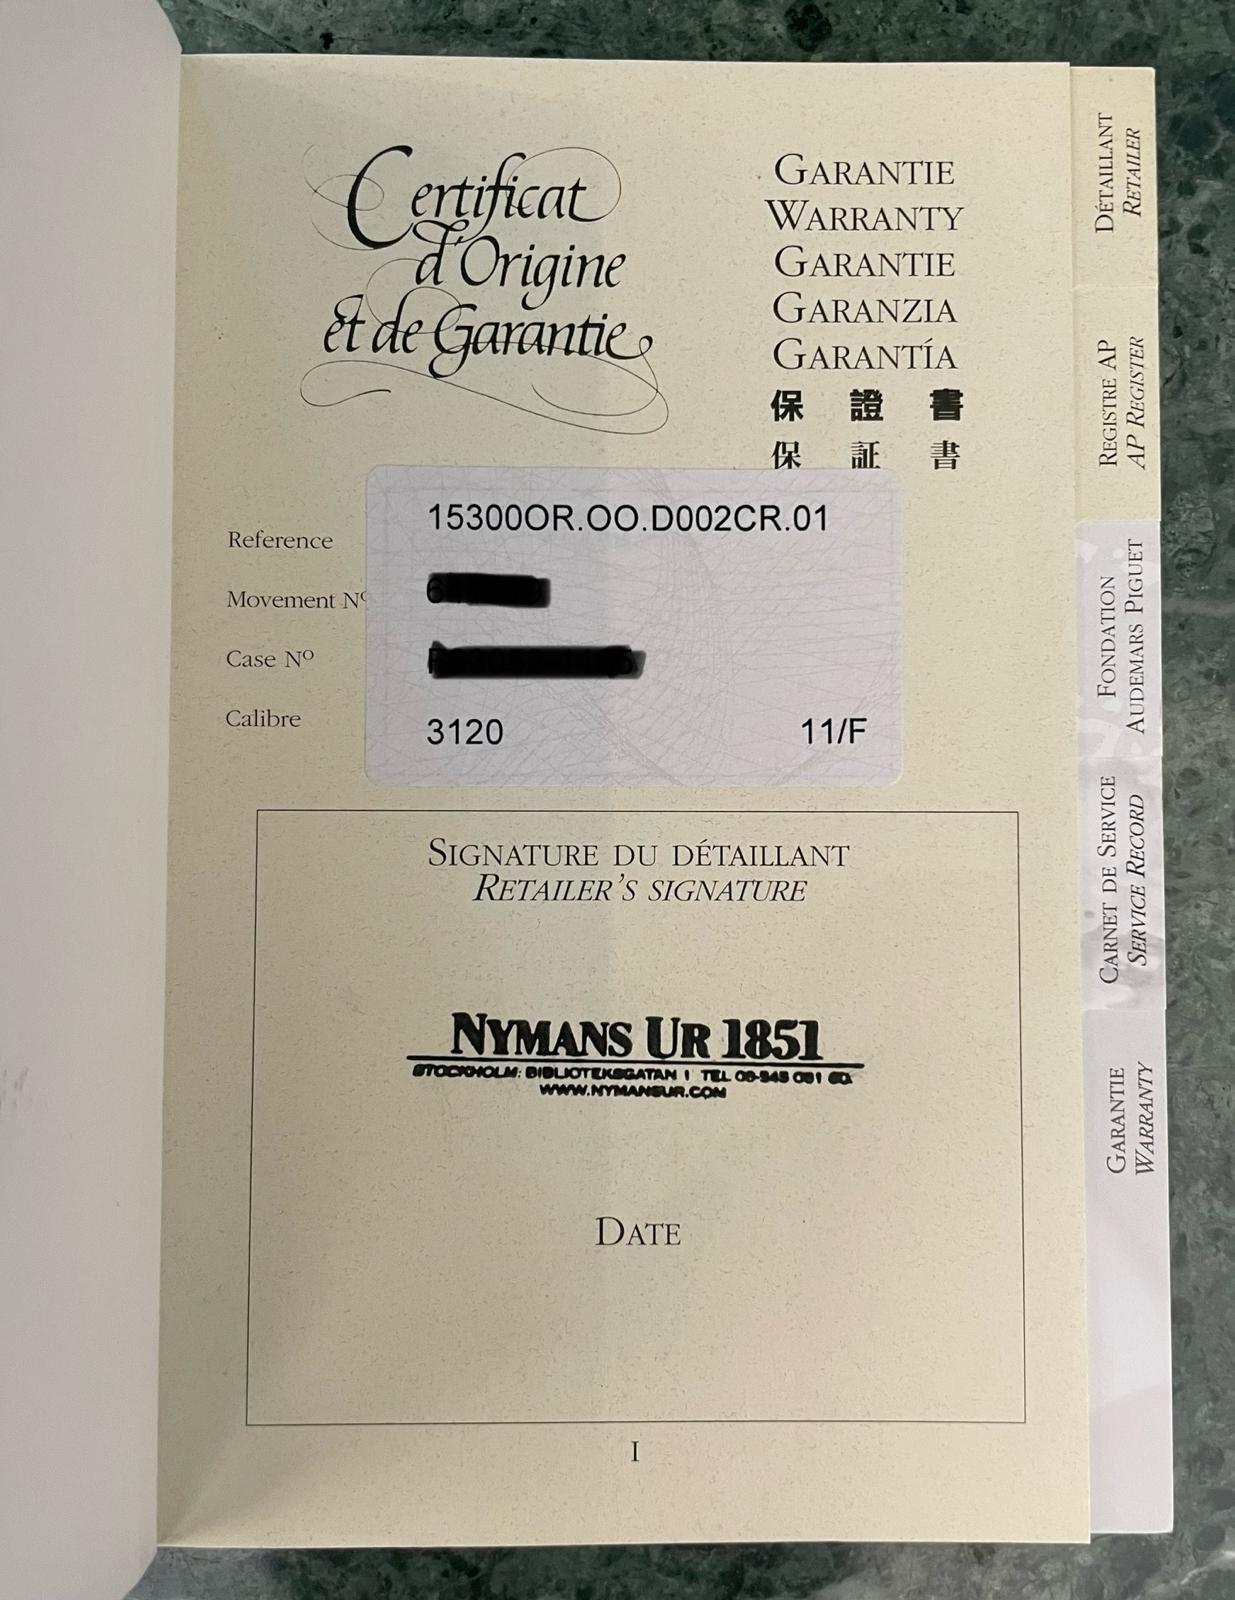 Certificat
d'Origine
et de Garantie
GARANTIE
WARRANTY
GARANTIE
GARANZIA
GARANTÍA
保 證 書
保 証 書
Reference
15300OR.OO.D002CR.01
Movement Nº
Case Nº
Calibre
3120
11/F
SIGNATURE DU DÉTAILLANT
RETAILER'S SIGNATURE
NYMANS UR 1851
STOCKHOLM: BIBLIOTEKSGATAN 1 TEL
WWW.NYMANSUR.COM
DATE
I
DÉTAILLANT
RETAILER
REGISTRE AP
AP REGISTER
FONDATION
AUDEMARS PIGUET
CARNET DE SERVICE
SERVICE RECORD
GARANTIE
WARRANTY